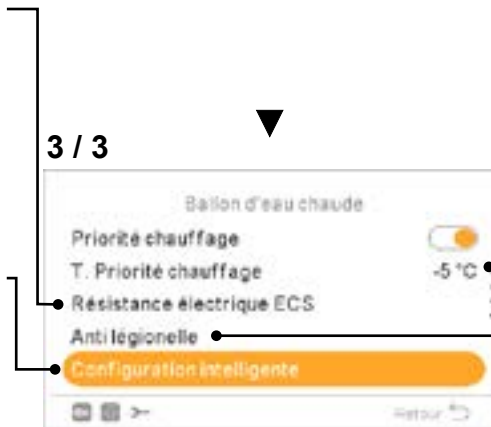 3 / 3
Ballon d'eau chaude
Priorité chauffage
T. Priorité chauffage -5 °C
Résistance électrique ECS
Anti légionelle
Configuration intelligente
Retour